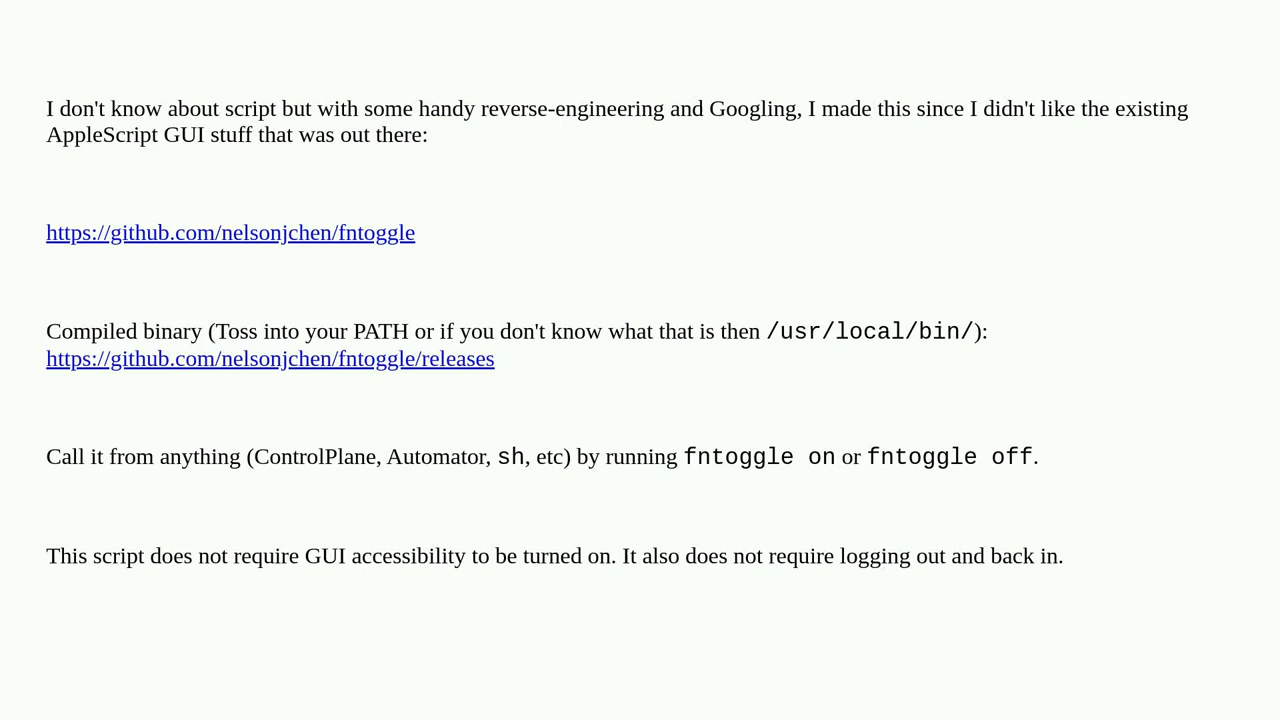 I don't know about script but with some handy reverse-engineering and Googling, I made this since I didn't like the existing
AppleScript GUI stuff that was out there:
https://github.com/nelsonjchen/fntoggle
Compiled binary (Toss into your PATH or if you don't know what that is then /usr/local/bin/):
https://github.com/nelsonjchen/fntoggle/releases
Call it from anything (ControlPlane, Automator, sh, etc) by running fntoggle on or fntoggle off.
This script does not require GUI accessibility to be turned on. It also does not require logging out and back in.